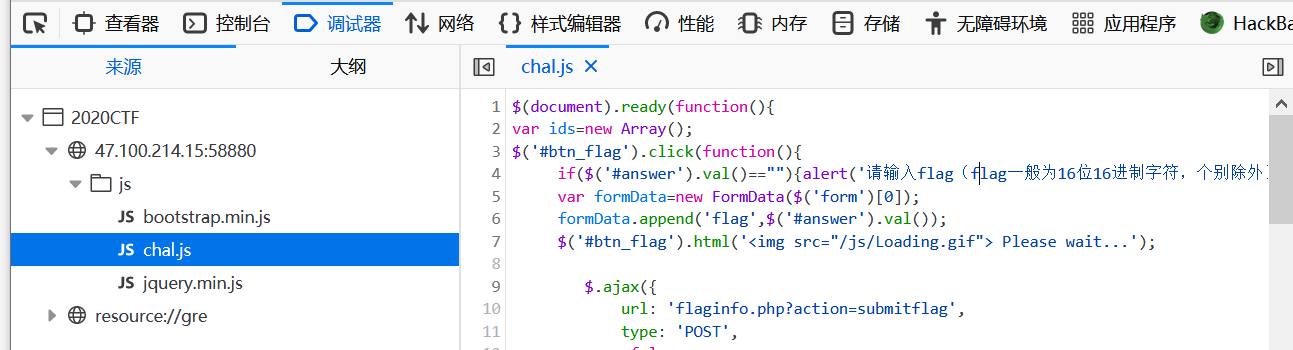 查看器 控制台 调试器 网络 样式编辑器 性能 内存 存储 无障碍环境 应用程序 HackBa
来源 大纲 chal.js
2020CTF
47.100.214.15:58880
js
JS bootstrap.min.js
JS chal.js
JS jquery.min.js
resource://gre
1 $(document).ready(function(){
2 var ids=new Array();
3 $('#btn_flag').click(function(){
4 if($('#answer').val()==""){alert('请输入flag（flag一般为16位16进制字符，个别除外
5 var formData=new FormData($('form')[0]);
6 formData.append('flag',$('#answer').val());
7 $('#btn_flag').html('<img src="/js/Loading.gif"> Please wait...');
8
9 $.ajax({
10 url: 'flaginfo.php?action=submitflag',
11 type: 'POST',